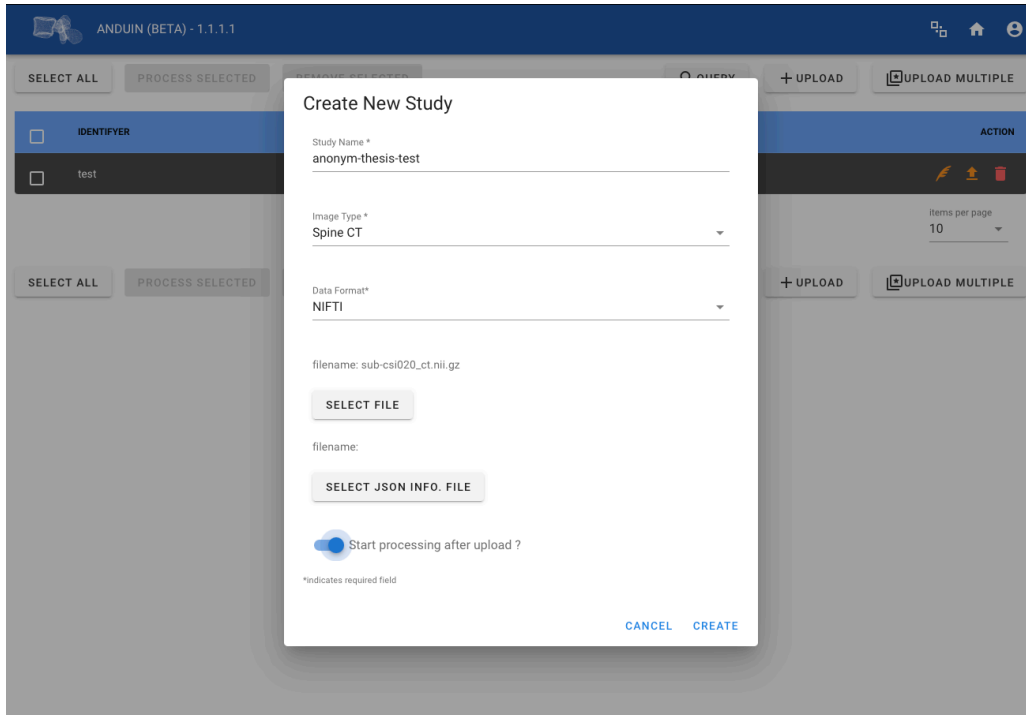 ANDUIN (BETA) - 1.1.1.1
SELECT ALL PROCESS SELECTED REMOVE SELECTED QUERY + UPLOAD UPLOAD MULTIPLE
IDENTIFYER ACTION
test
items per page
10
SELECT ALL PROCESS SELECTED + UPLOAD UPLOAD MULTIPLE
Create New Study
Study Name *
anonym-thesis-test
Image Type *
Spine CT
Data Format*
NIFTI
filename: sub-csi020_ct.nii.gz
SELECT FILE
filename:
SELECT JSON INFO. FILE
Start processing after upload ?
*indicates required field
CANCEL CREATE